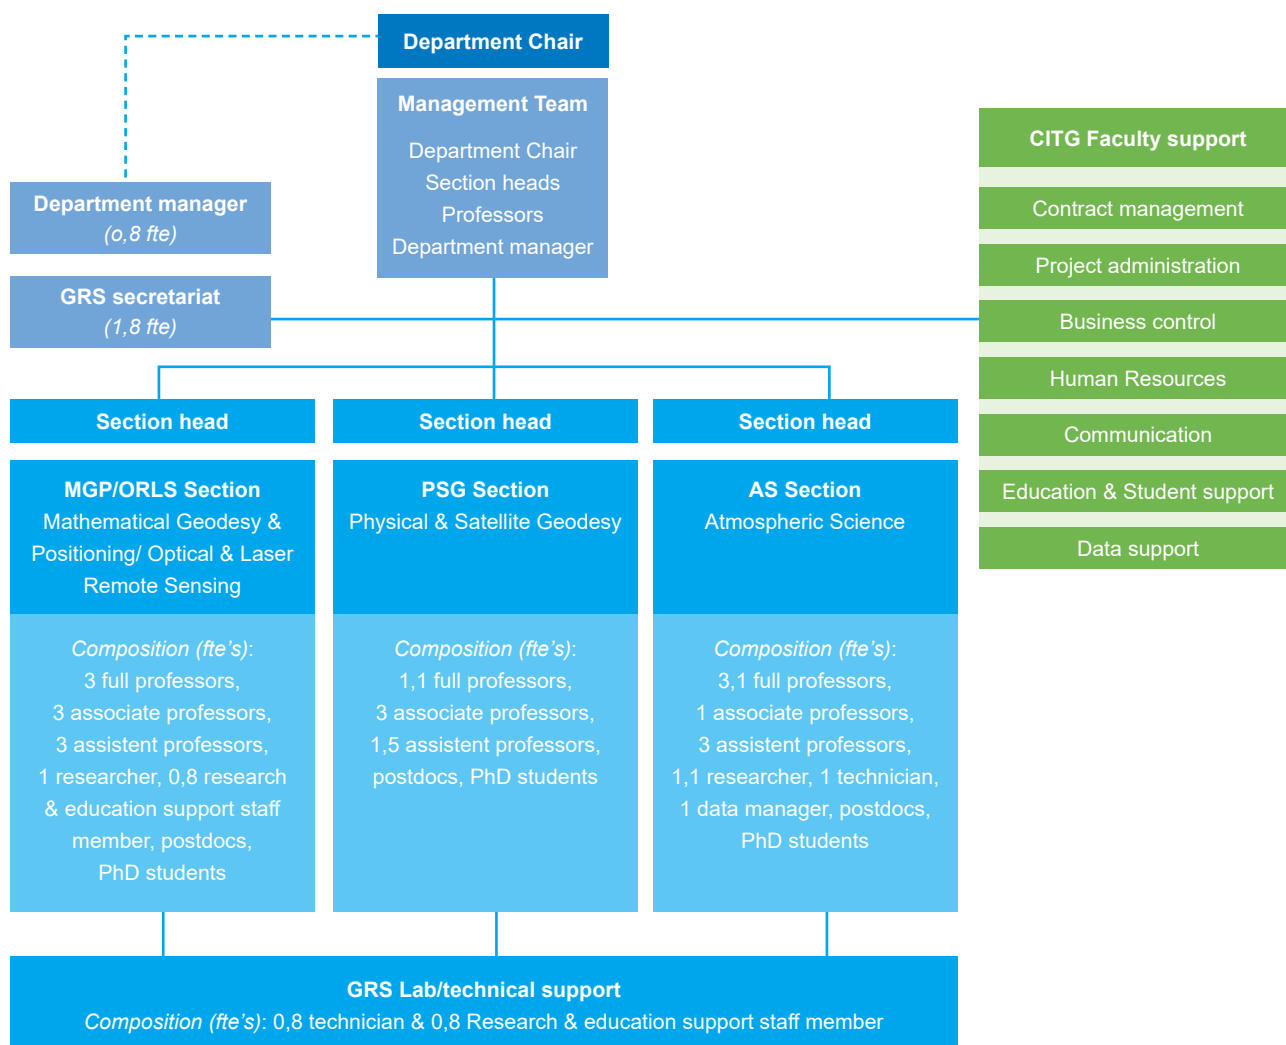 Department Chair
Management Team
Department Chair
Section heads
Professors
Department manager
Department manager
(o,8 fte)
GRS secretariat
(1,8 fte)
CITG Faculty support
Contract management
Project administration
Business control
Human Resources
Communication
Education & Student support
Data support
Section head
MGP/ORLS Section
Mathematical Geodesy &
Positioning/ Optical & Laser
Remote Sensing
Composition (fte’s):
3 full professors,
3 associate professors,
3 assistent professors,
1 researcher, 0,8 research
& education support staff
member, postdocs,
PhD students
Section head
PSG Section
Physical & Satellite Geodesy
Composition (fte’s):
1,1 full professors,
3 associate professors,
1,5 assistent professors,
postdocs, PhD students
Section head
AS Section
Atmospheric Science
Composition (fte’s):
3,1 full professors,
1 associate professors,
3 assistent professors,
1,1 researcher, 1 technician,
1 data manager, postdocs,
PhD students
GRS Lab/technical support
Composition (fte’s): 0,8 technician & 0,8 Research & education support staff member